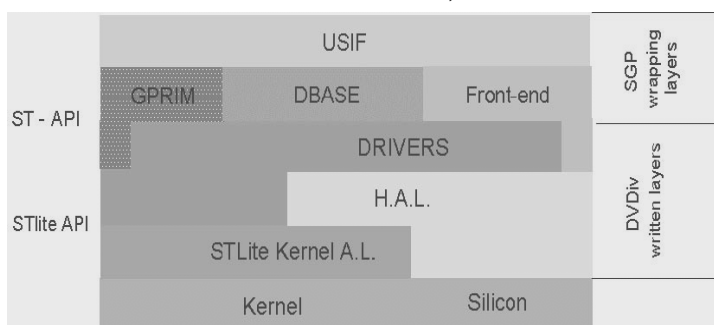 USIF
GPRIM DBASE Front-end
SGP
wrapping
layers
ST - API
DRIVERS
H.A.L.
STlite API
DVDiv
written layers
STLite Kernel A.L.
Kernel Silicon